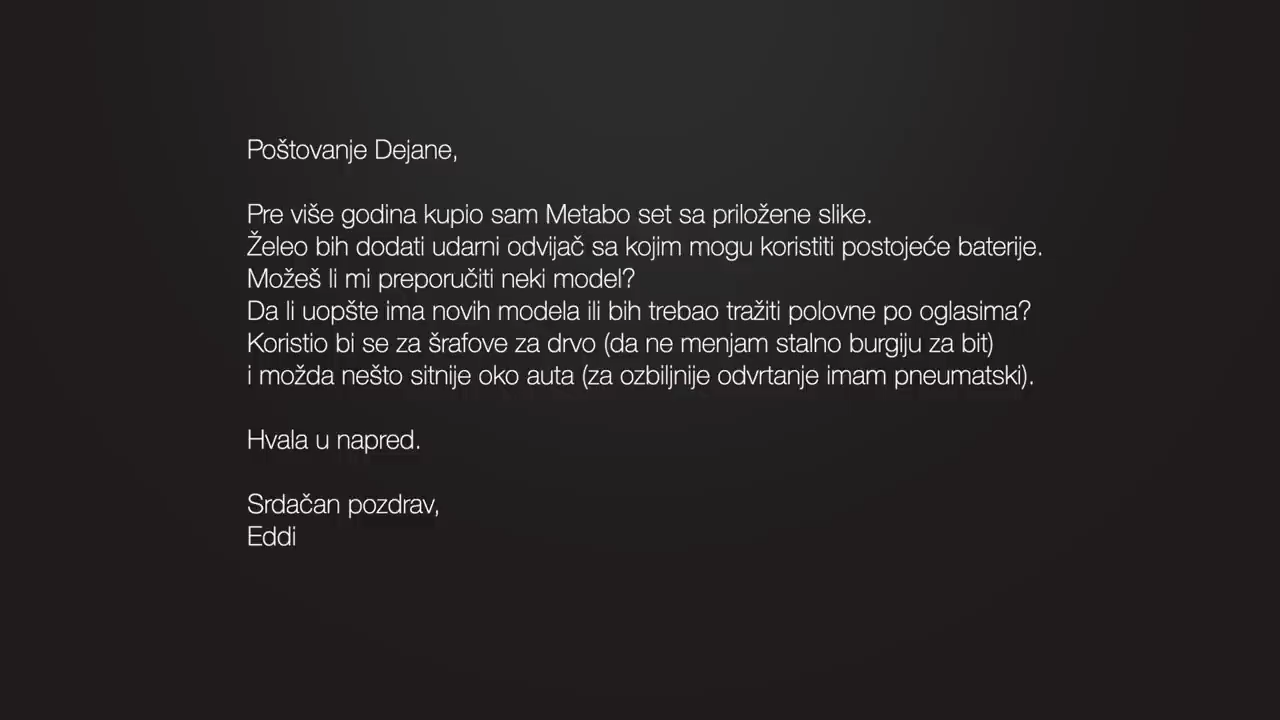 Poštovanje Dejane,
Pre više godina kupio sam Metabo set sa priložene slike.
Želeo bih dodati udarni odvijač sa kojim mogu koristiti postojeće baterije.
Možeš li mi preporučiti neki model?
Da li uopšte ima novih modela ili bih trebao tražiti polovne po oglasima?
Koristio bi se za šrafove za drvo (da ne menjam stalno burgiju za bit)
i možda nešto sitnije oko auta (za ozbiljnije odvrtanje imam pneumatski).
Hvala u napred.
Srdačan pozdrav,
Eddi